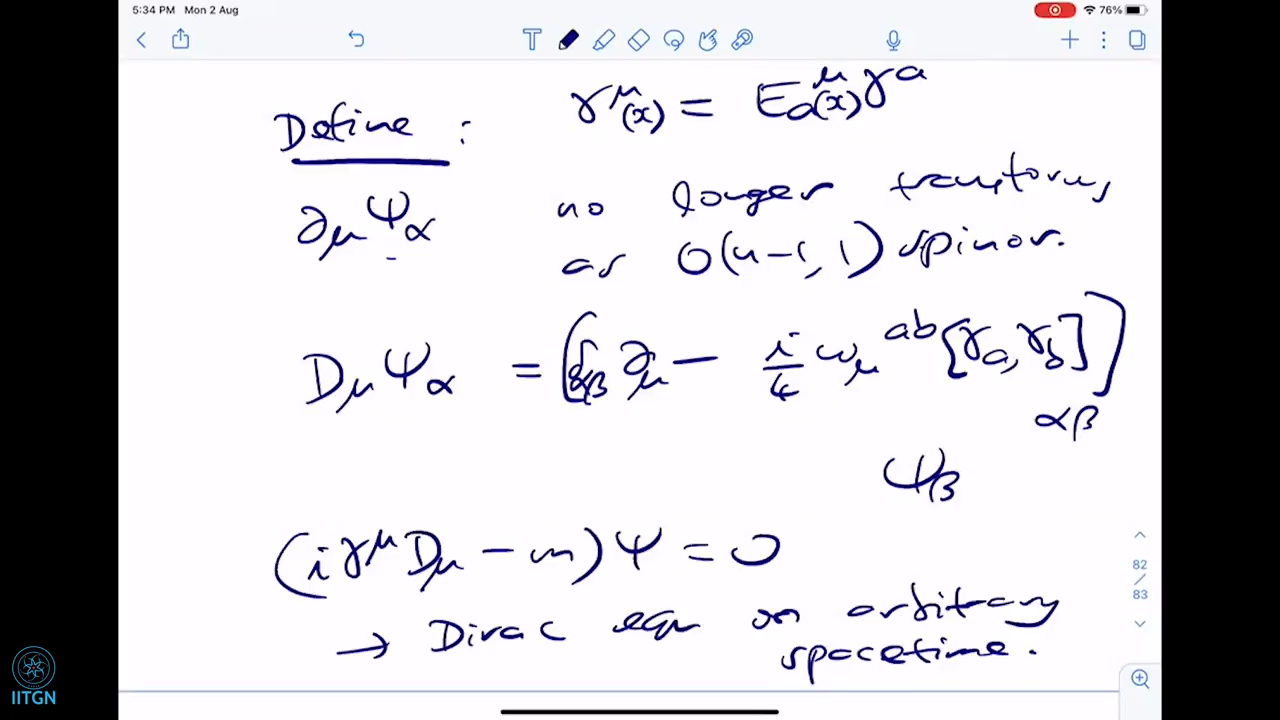 5:34 PM Mon 2 Aug
76%
γ^μ(x) = E_a^μ(x) γ^a
Define :
∂_μ Ψ_α no longer transforms
as O(n-1, 1) spinor.
D_μ Ψ_α = (δ_αβ ∂_μ - i/4 ω_μ^ab [γ_a, γ_b])_αβ
Ψ_β
(i γ^μ D_μ - m) Ψ = 0
→ Dirac eqn on arbitrary
spacetime.
82
/
83
IITGN